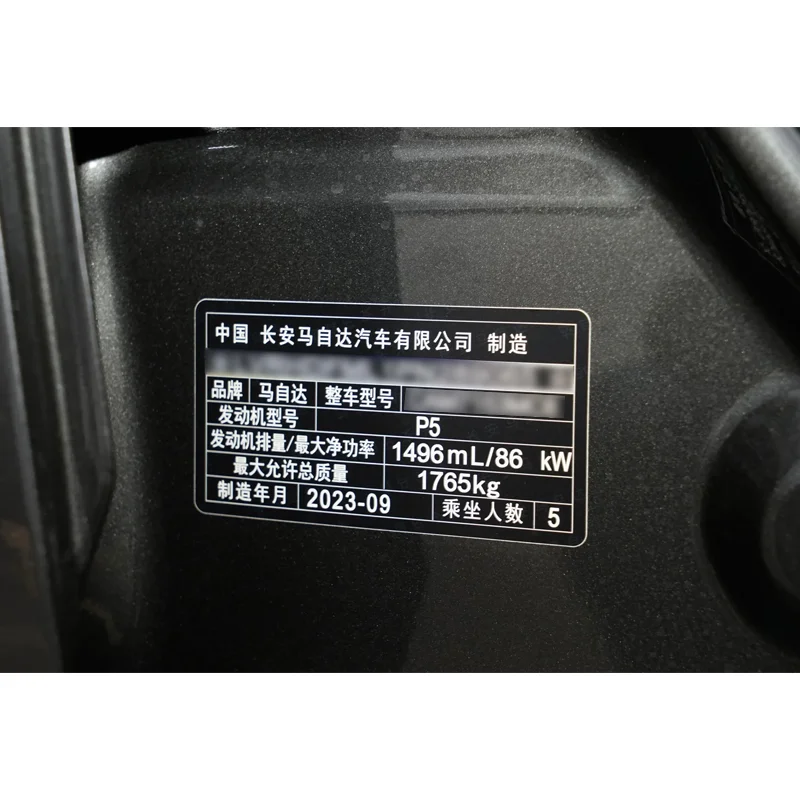 中国 长安马自达汽车有限公司 制造
品牌 马自达 整车型号
发动机型号 P5
发动机排量/最大净功率 1496mL/86 kW
最大允许总质量 1765kg
制造年月 2023-09 乘坐人数 5